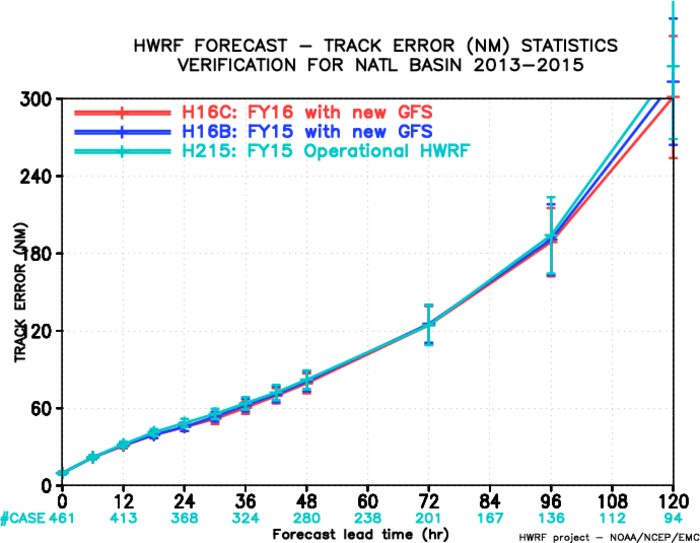 HWRF FORECAST – TRACK ERROR (NM) STATISTICS
VERIFICATION FOR NATL BASIN 2013–2015
H16C: FY16 with new GFS
H16B: FY15 with new GFS
H215: FY15 Operational HWRF
TRACK ERROR (NM)
300
240
180
120
60
0
0 12 24 36 48 60 72 84 96 108 120
#CASE 461 413 368 324 280 238 201 167 136 112 94
Forecast lead time (hr)
HWRF project – NOAA/NCEP/EMC